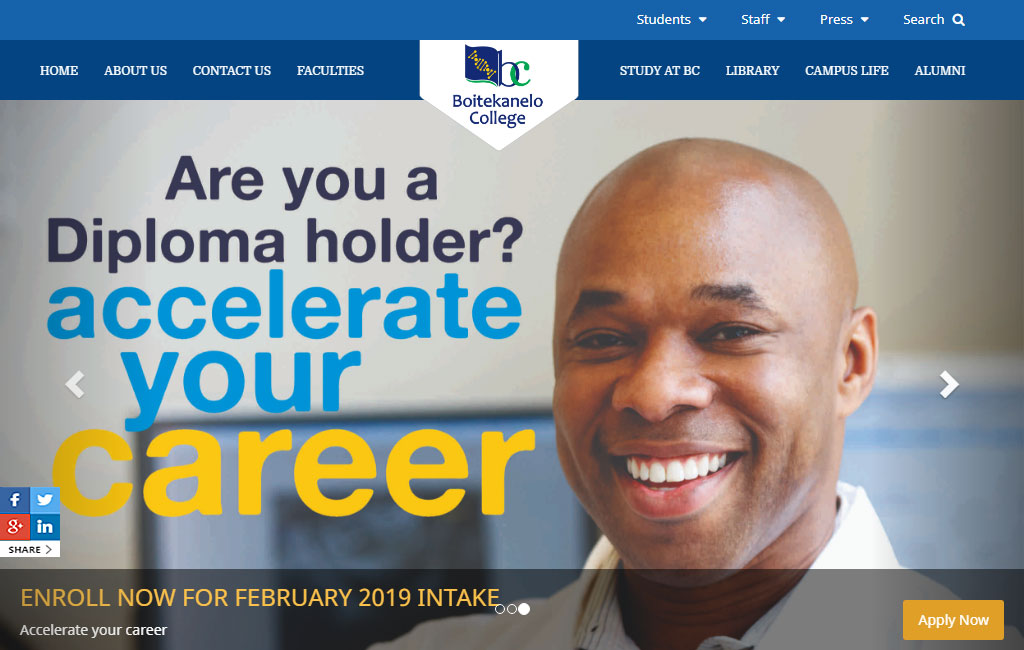 Students
Staff
Press
Search
HOME
ABOUT US
CONTACT US
FACULTIES
bc
Boitekanelo
College
STUDY AT BC
LIBRARY
CAMPUS LIFE
ALUMNI
Are you a
Diploma holder?
accelerate
your
career
f
g+
in
SHARE >
ENROLL NOW FOR FEBRUARY 2019 INTAKE
Accelerate your career
Apply Now